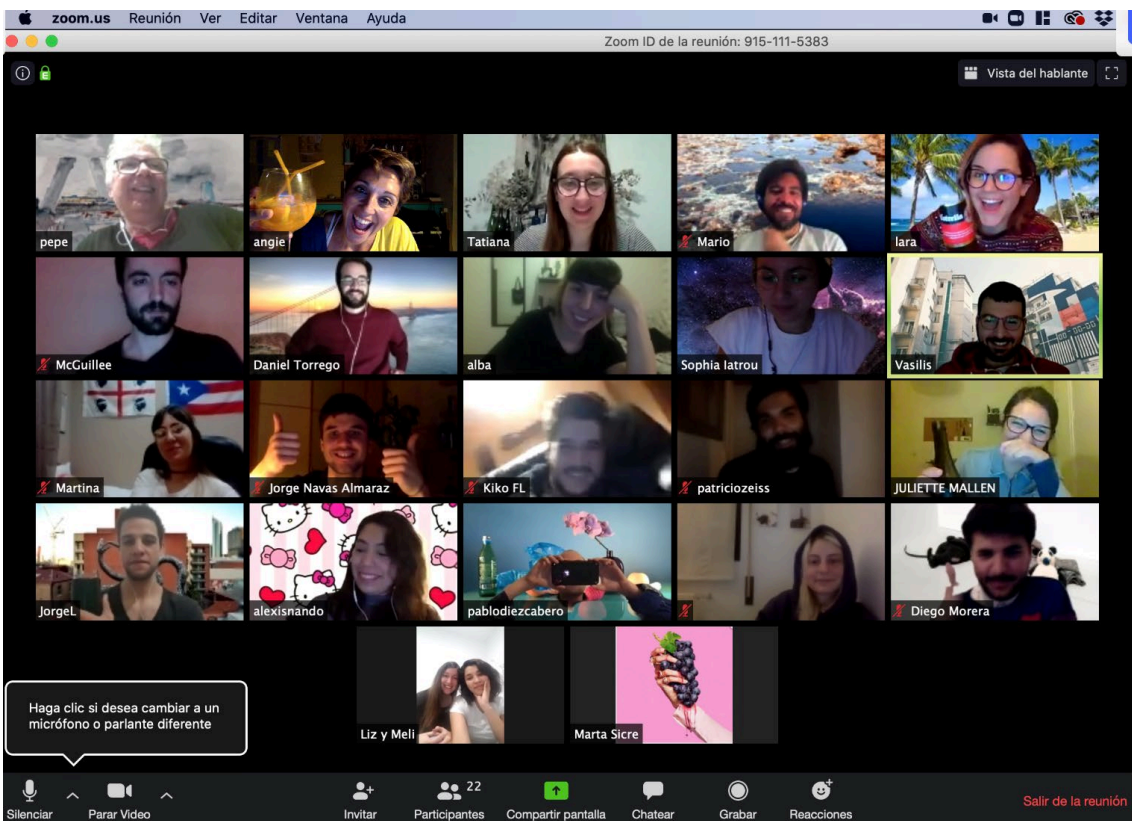 zoom.us Reunión Ver Editar Ventana Ayuda
Zoom ID de la reunión: 915-111-5383
Vista del hablante
pepe
angie
Tatiana
Mario
lara
McGuillee
Daniel Torrego
alba
Sophia Iatrou
Vasilis
Martina
Jorge Navas Almaraz
Kiko FL
patriciozeiss
JULIETTE MALLEN
JorgeL
alexisnando
pablodiezcabero
Diego Morera
Liz y Meli
Marta Sicre
Haga clic si desea cambiar a un
micrófono o parlante diferente
Silenciar
Parar Video
Invitar
22
Participantes
Compartir pantalla
Chatear
Grabar
Reacciones
Salir de la reunión